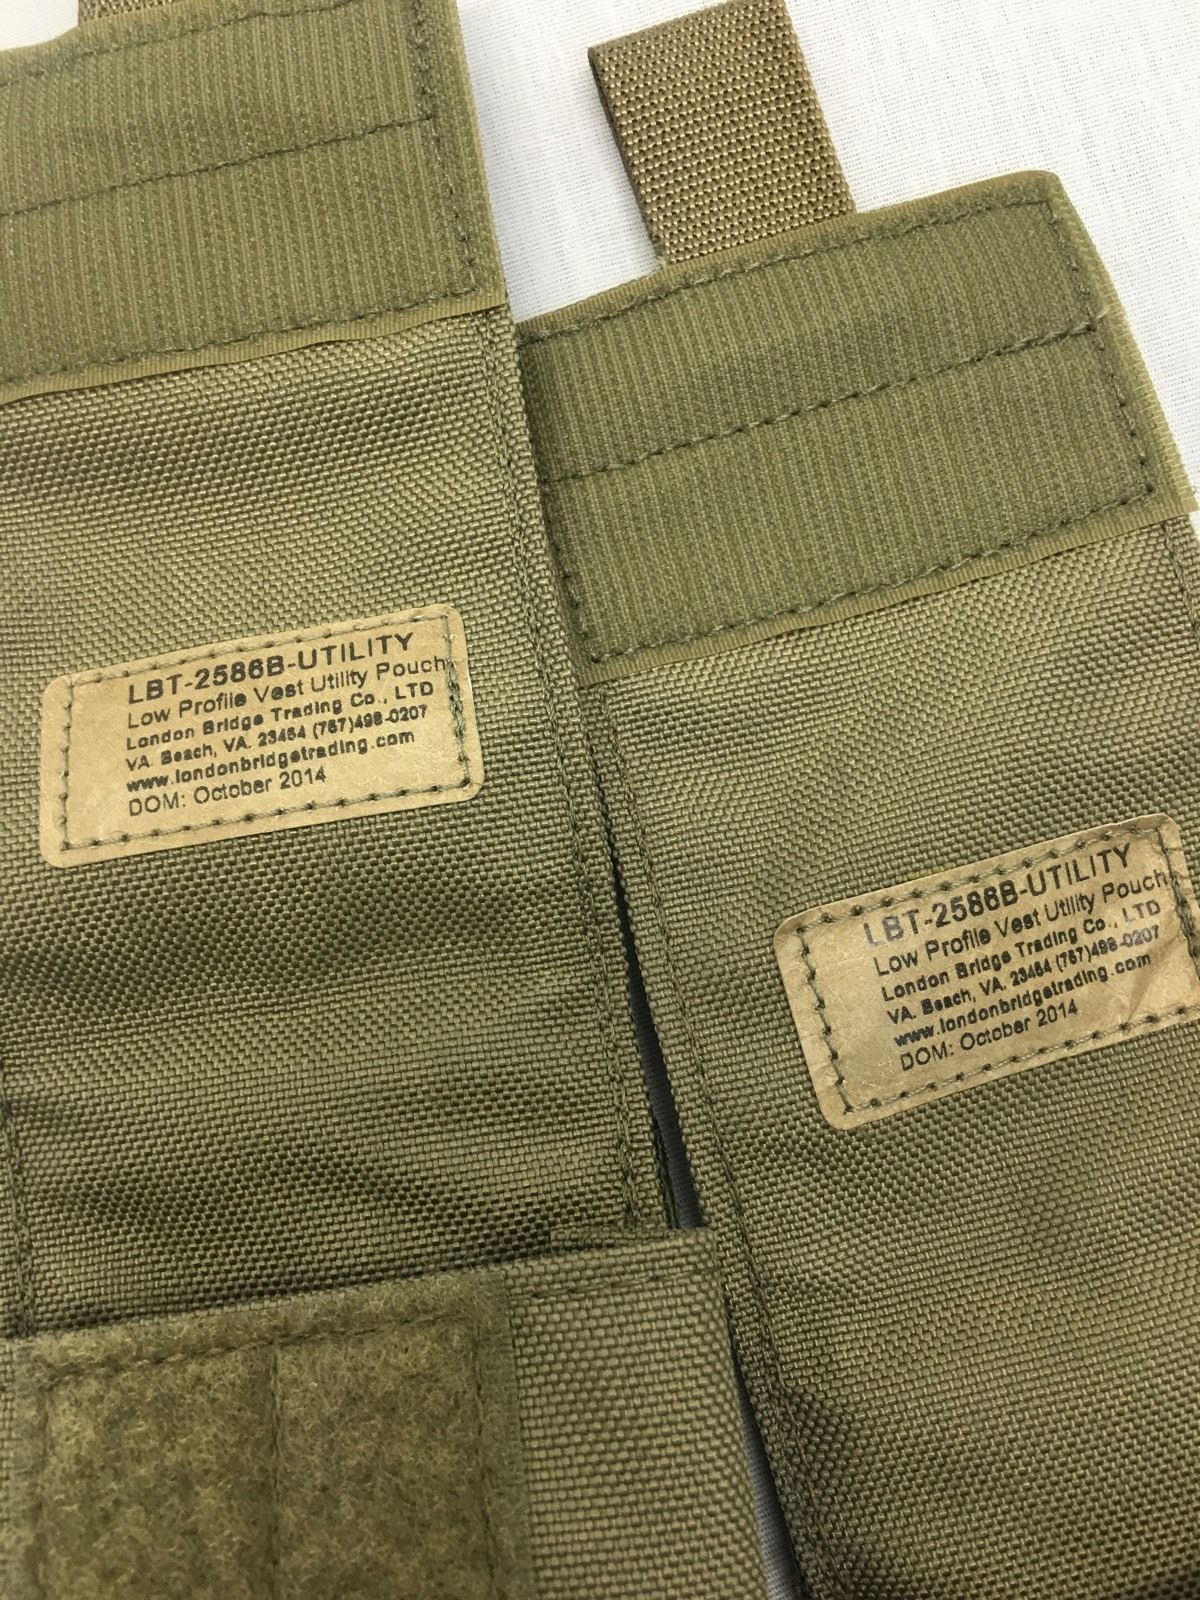 LBT-2586B-UTILITY
Low Profile Vest Utility Pouch
London Bridge Trading Co., LTD
VA. Beach, VA. 23454 (757)498-0207
www.londonbridgetrading.com
DOM: October 2014
LBT-2586B-UTILITY
Low Profile Vest Utility Pouch
London Bridge Trading Co., LTD
VA. Beach, VA. 23454 (757)498-0207
www.londonbridgetrading.com
DOM: October 2014